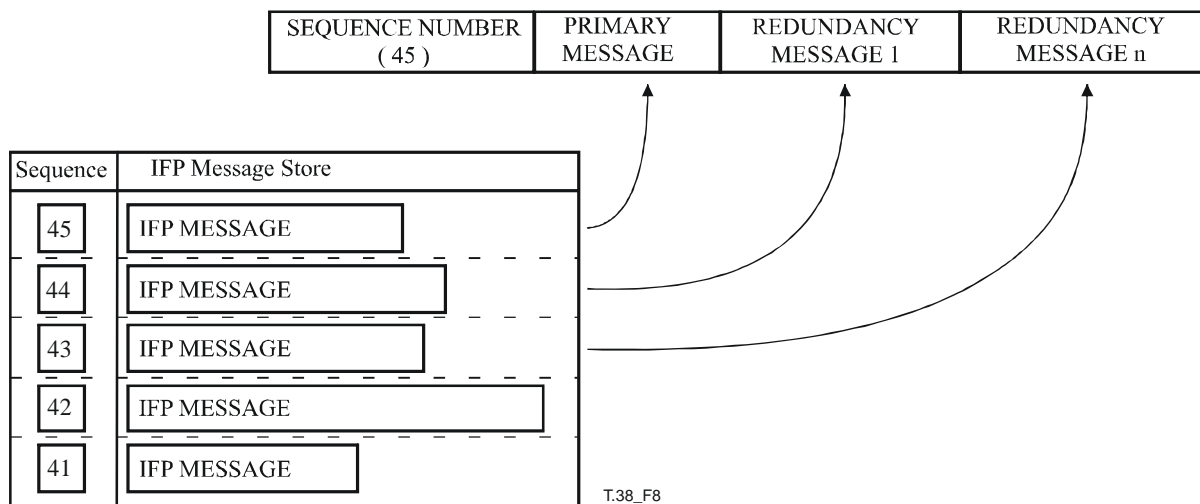 SEQUENCE NUMBER
( 45 )
PRIMARY
MESSAGE
REDUNDANCY
MESSAGE 1
REDUNDANCY
MESSAGE n
Sequence IFP Message Store
45 IFP MESSAGE
44 IFP MESSAGE
43 IFP MESSAGE
42 IFP MESSAGE
41 IFP MESSAGE
T.38_F8